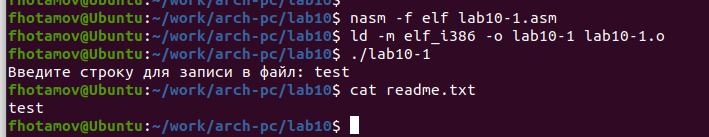 fhotamov@Ubuntu:~/work/arch-pc/lab10$ nasm -f elf lab10-1.asm
fhotamov@Ubuntu:~/work/arch-pc/lab10$ ld -m elf_i386 -o lab10-1 lab10-1.o
fhotamov@Ubuntu:~/work/arch-pc/lab10$ ./lab10-1
Введите строку для записи в файл: test
fhotamov@Ubuntu:~/work/arch-pc/lab10$ cat readme.txt
test
fhotamov@Ubuntu:~/work/arch-pc/lab10$